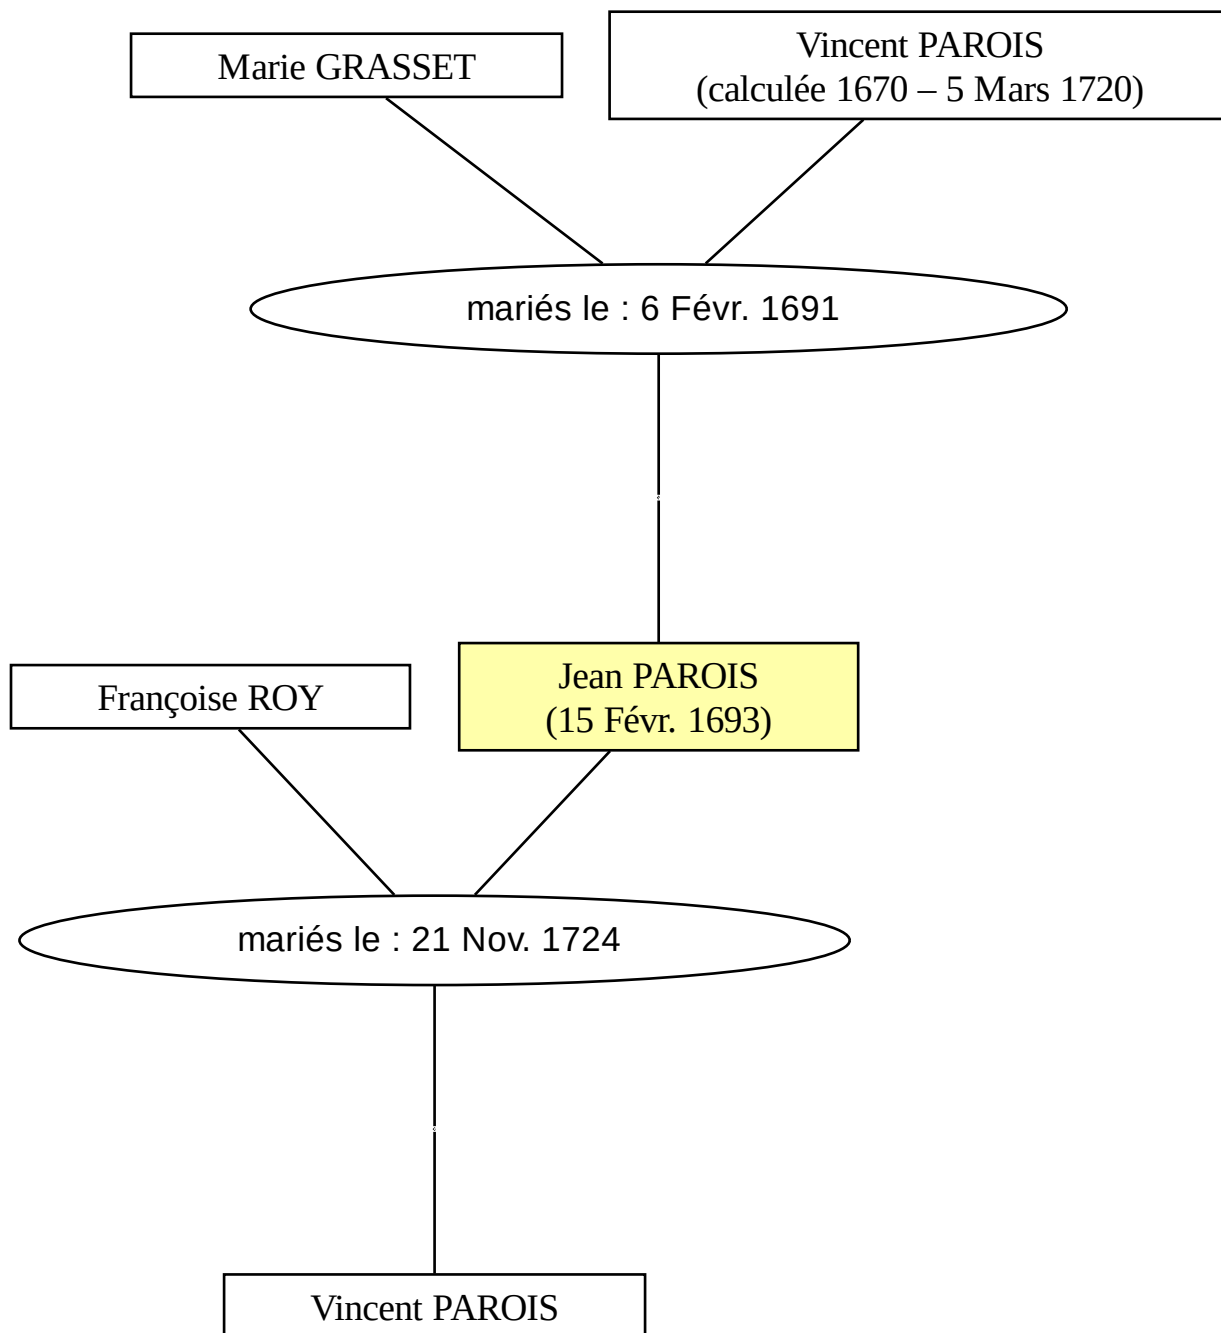 Marie GRASSET
Vincent PAROIS
(calculée 1670 – 5 Mars 1720)
mariés le : 6 Févr. 1691
Françoise ROY
Jean PAROIS
(15 Févr. 1693)
mariés le : 21 Nov. 1724
Vincent PAROIS